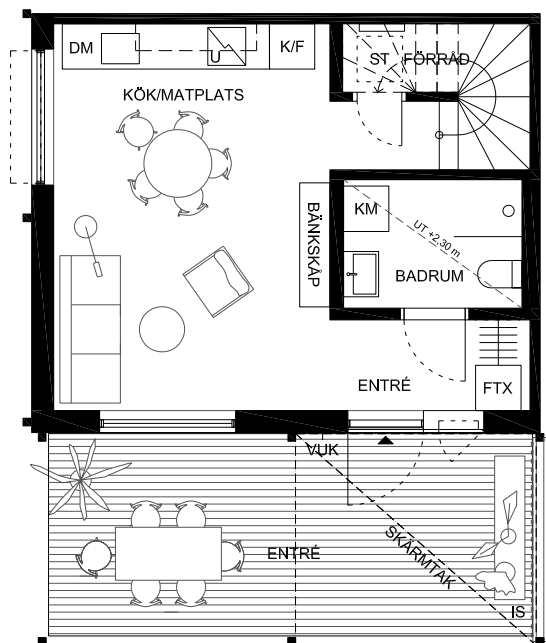 DM
K/F
ST FÖRRÅD
KÖK/MATPLATS
BÄNKSKÅP
KM
UT +2,30 m
BADRUM
ENTRÉ
FTX
VUK
SKÄRMTAK
ENTRÉ
IS